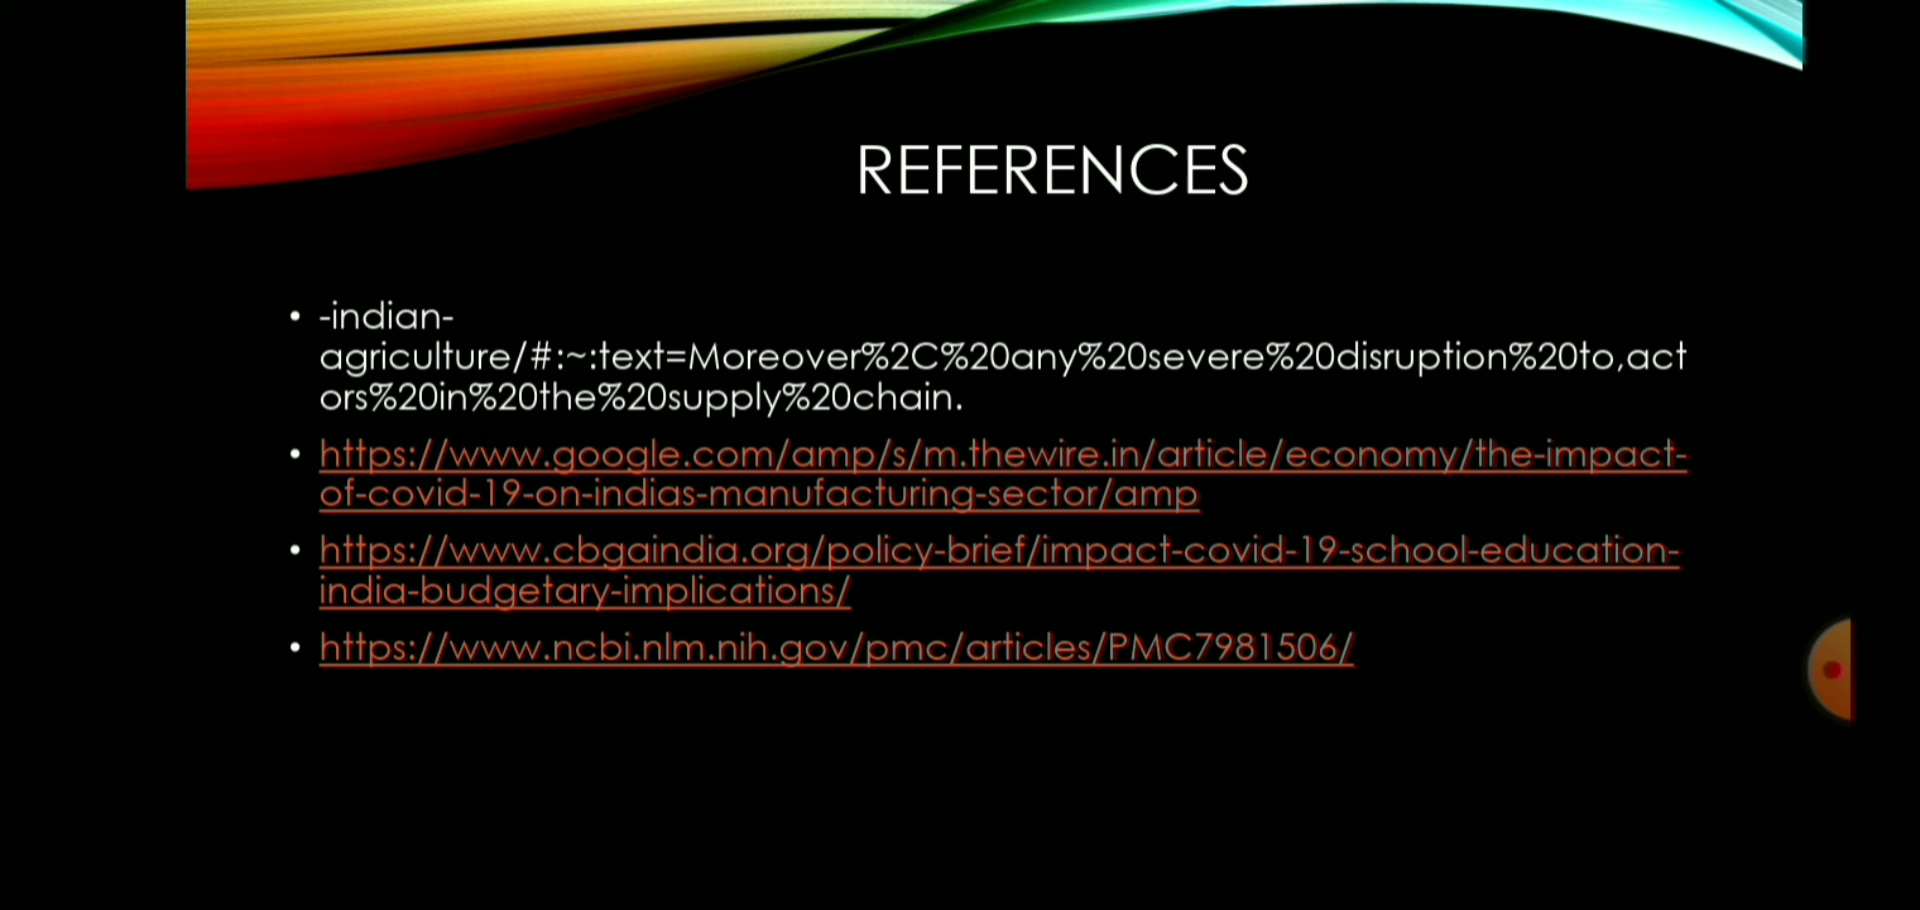 REFERENCES
• -indian-
agriculture/#:~:text=Moreover%2C%20any%20severe%20disruption%20to,act
ors%20in%20the%20supply%20chain.
• https://www.google.com/amp/s/m.thewire.in/article/economy/the-impact-
of-covid-19-on-indias-manufacturing-sector/amp
• https://www.cbgaindia.org/policy-brief/impact-covid-19-school-education-
india-budgetary-implications/
• https://www.ncbi.nlm.nih.gov/pmc/articles/PMC7981506/